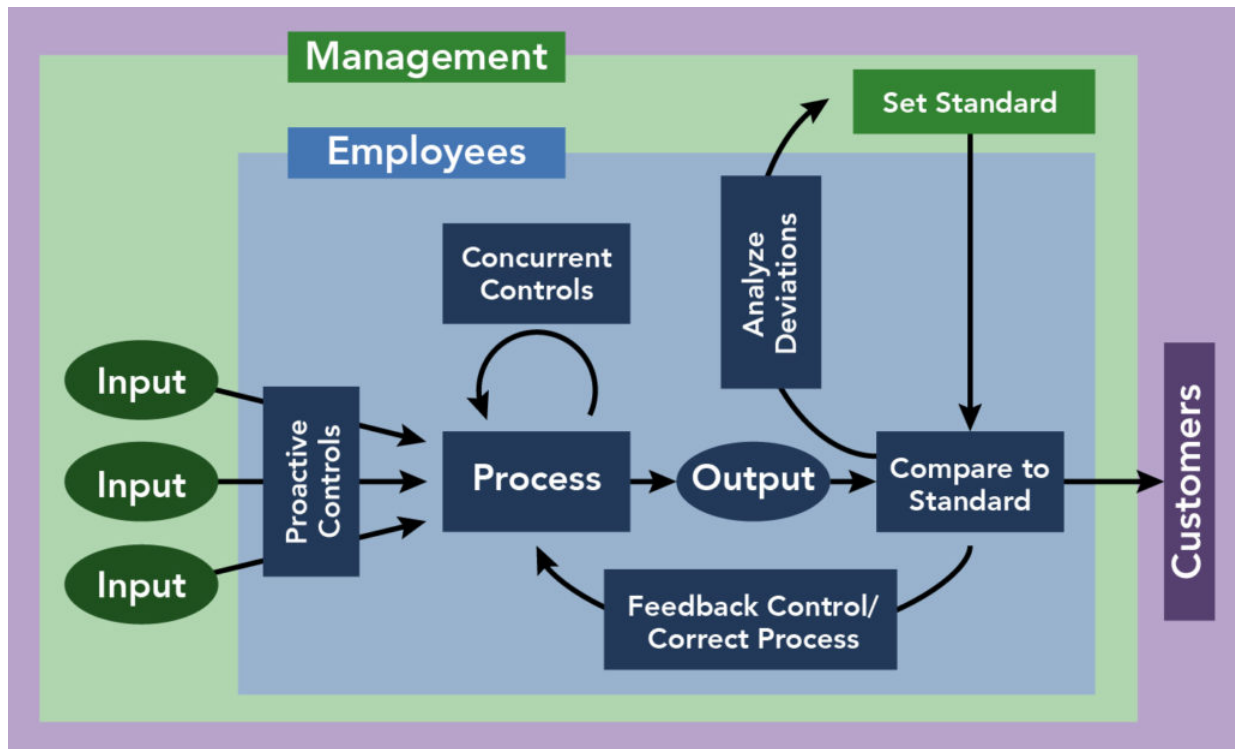 Management
Set Standard
Employees
Concurrent
Controls
Analyze
Deviations
Input
Input
Input
Proactive
Controls
Process
Output
Compare to
Standard
Feedback Control/
Correct Process
Customers